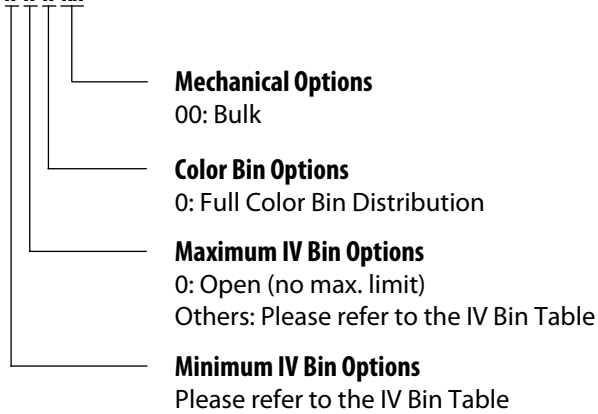 Mechanical Options
00: Bulk
Color Bin Options
0: Full Color Bin Distribution
Maximum IV Bin Options
0: Open (no max. limit)
Others: Please refer to the IV Bin Table
Minimum IV Bin Options
Please refer to the IV Bin Table